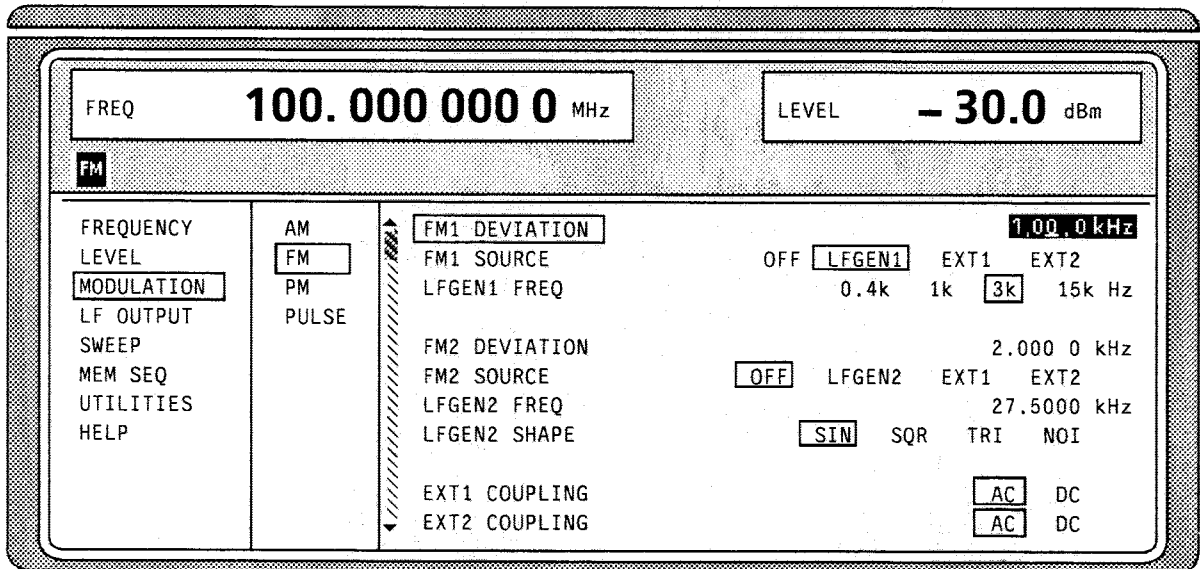 FREQ 100. 000 000 0 MHz LEVEL – 30.0 dBm
FM
FREQUENCY
LEVEL
MODULATION
LF OUTPUT
SWEEP
MEM SEQ
UTILITIES
HELP
AM
FM
PM
PULSE
FM1 DEVIATION 1.00.0 kHz
FM1 SOURCE OFF LFGEN1 EXT1 EXT2
LFGEN1 FREQ 0.4k 1k 3k 15k Hz
FM2 DEVIATION 2.000 0 kHz
FM2 SOURCE OFF LFGEN2 EXT1 EXT2
LFGEN2 FREQ 27.5000 kHz
LFGEN2 SHAPE SIN SQR TRI NOI
EXT1 COUPLING AC DC
EXT2 COUPLING AC DC